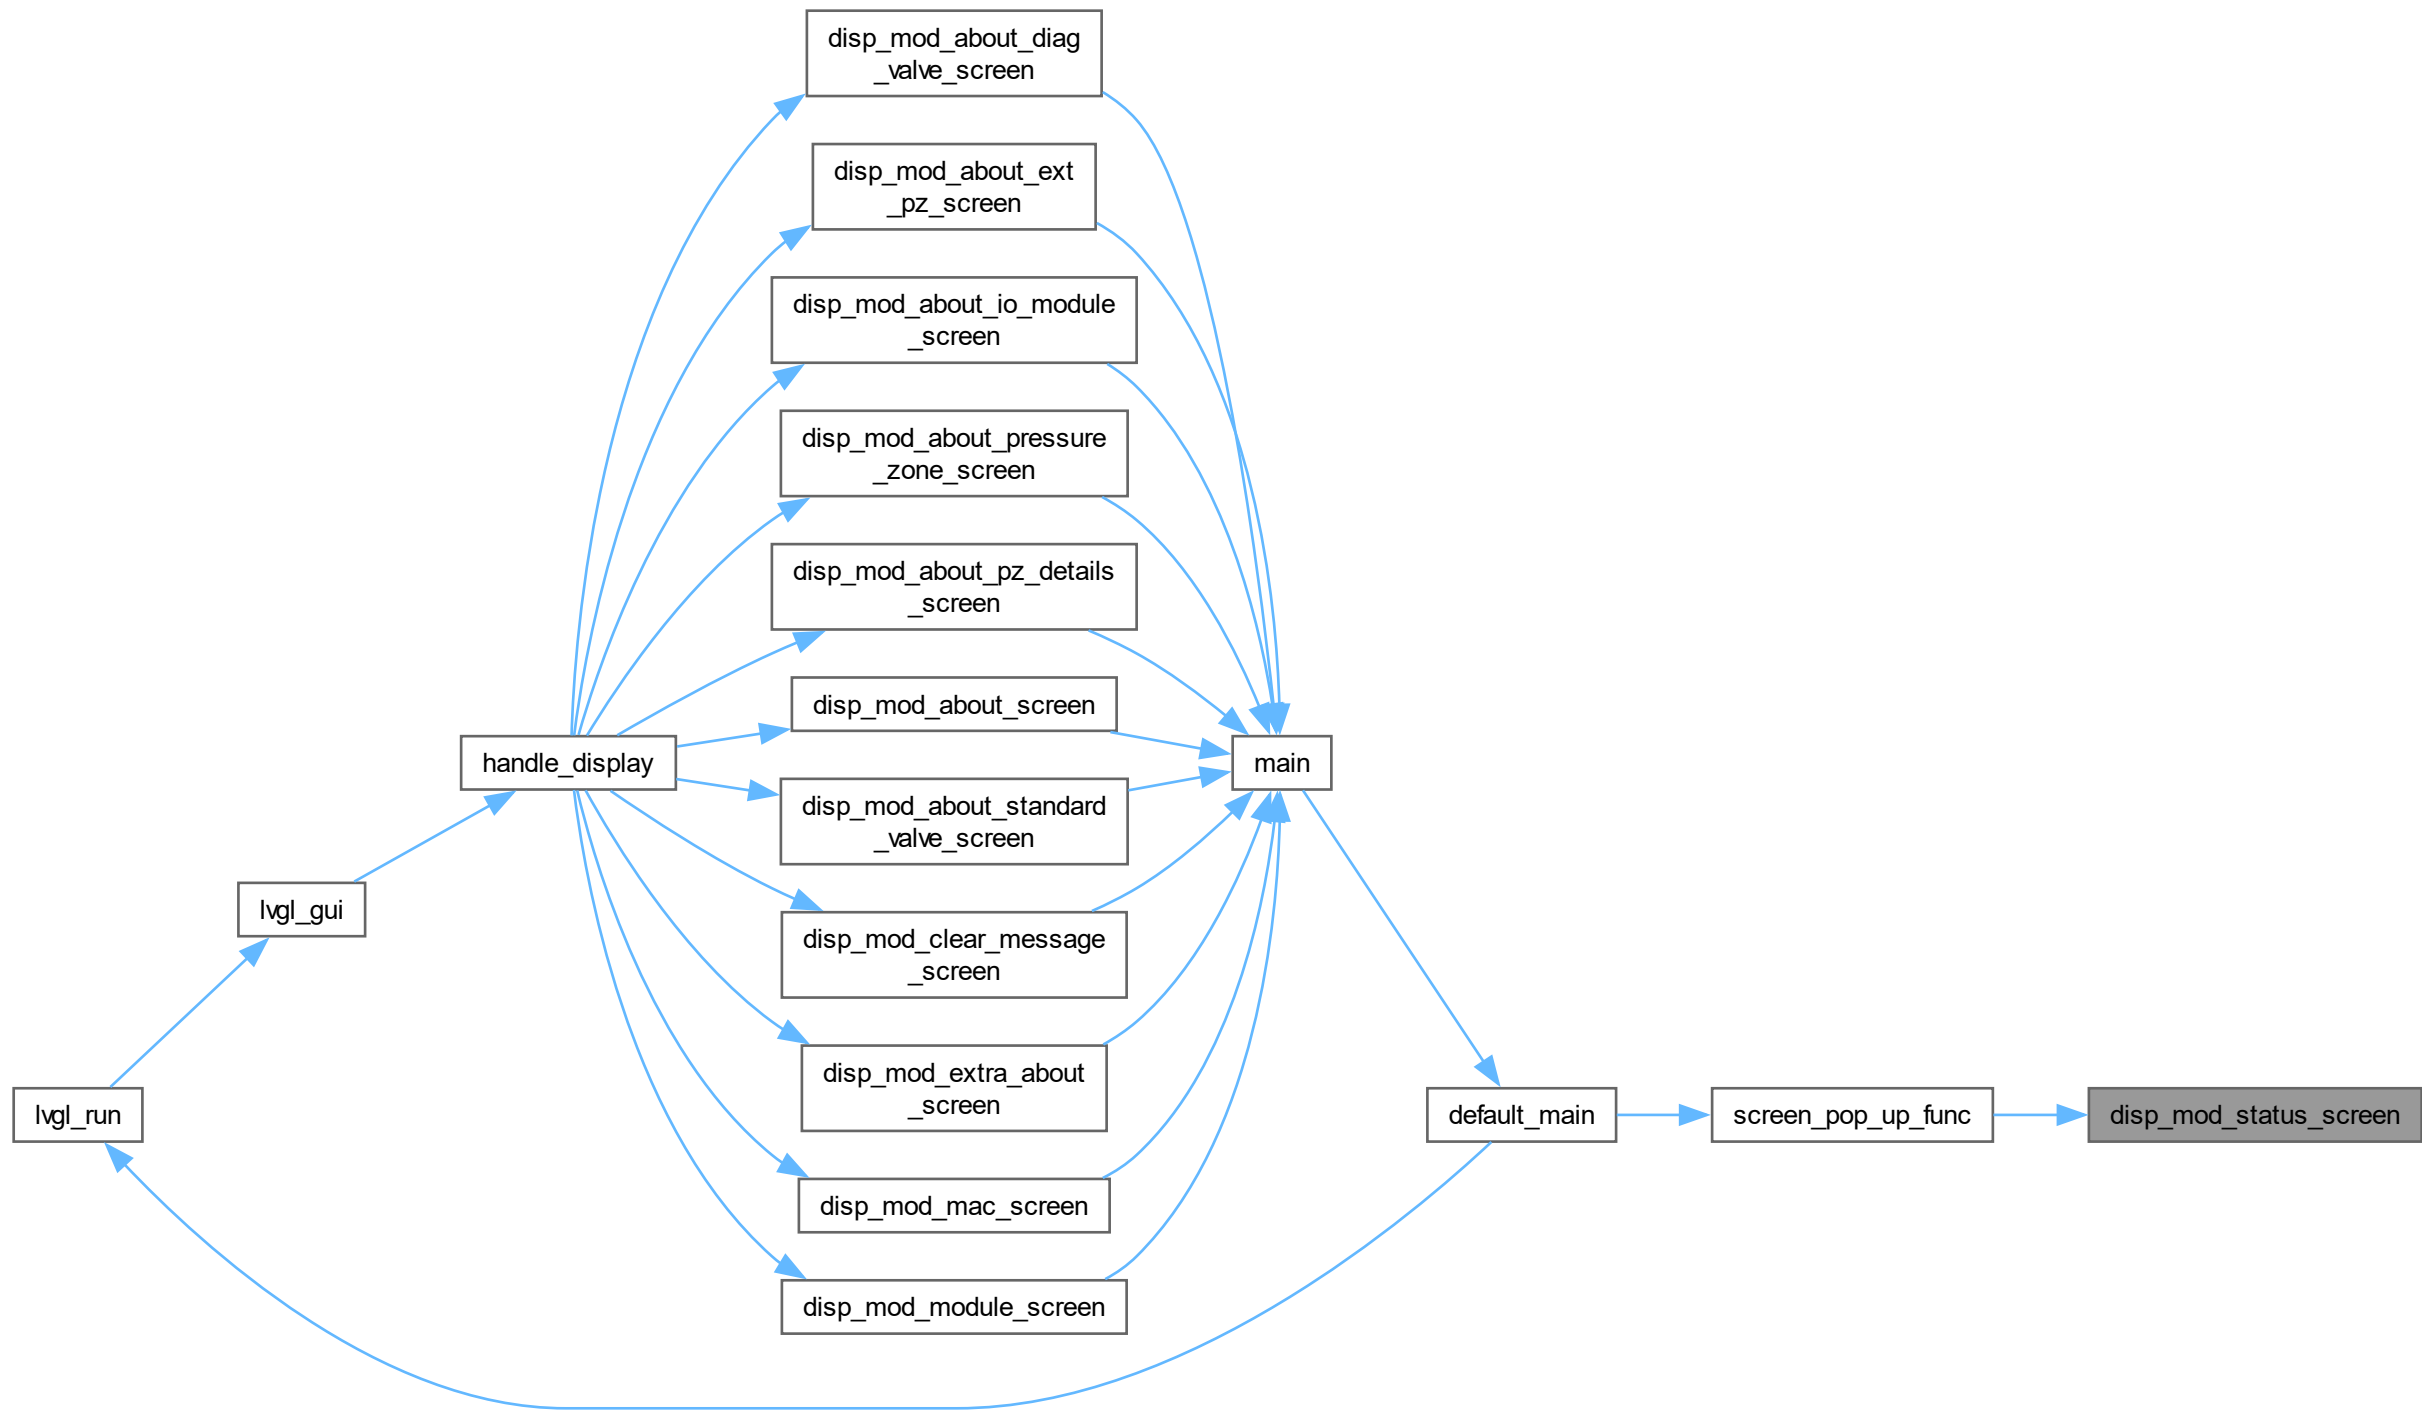 disp_mod_about_diag
_valve_screen
disp_mod_about_ext
_pz_screen
disp_mod_about_io_module
_screen
disp_mod_about_pressure
_zone_screen
disp_mod_about_pz_details
_screen
disp_mod_about_screen
handle_display
main
disp_mod_about_standard
_valve_screen
lvgl_gui
disp_mod_clear_message
_screen
disp_mod_extra_about
_screen
lvgl_run
default_main
screen_pop_up_func
disp_mod_status_screen
disp_mod_mac_screen
disp_mod_module_screen